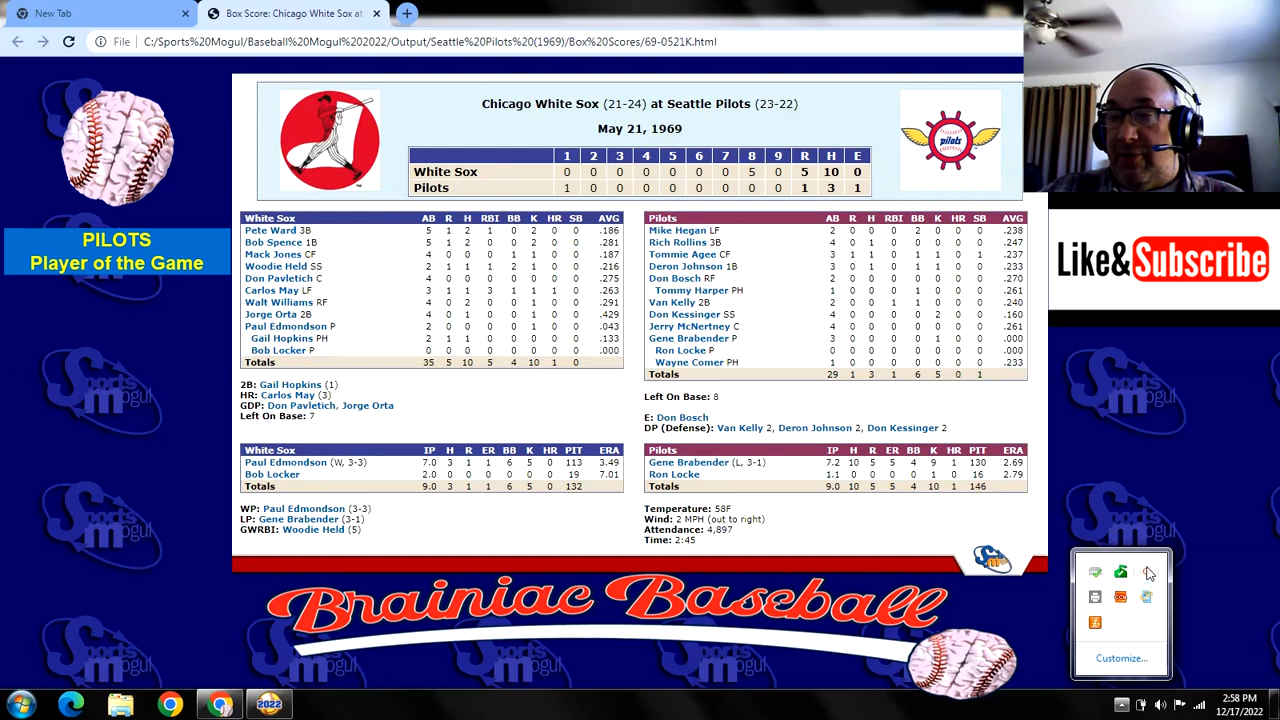 New Tab × Box Score: Chicago White Sox at × +
File C:/Sports%20Mogul/Baseball%20Mogul%202022/Output/Seattle%20Pilots%20(1969)/Box%20Scores/69-0521K.html
Chicago White Sox (21-24) at Seattle Pilots (23-22)
May 21, 1969
pilots
1 2 3 4 5 6 7 8 9 R H E
White Sox 0 0 0 0 0 0 0 5 0 5 10 0
Pilots 1 0 0 0 0 0 0 0 0 1 3 1
PILOTS
Player of the Game
White Sox AB R H RBI BB K HR SB AVG
Pete Ward 3B 5 1 2 1 0 2 0 0 .186
Bob Spence 1B 5 1 2 0 0 2 0 0 .281
Mack Jones CF 4 0 0 0 1 1 0 0 .187
Woodie Held SS 2 1 1 1 2 1 0 0 .216
Don Pavletich C 4 0 0 0 0 0 0 0 .275
Carlos May LF 3 1 1 3 1 1 1 0 .263
Walt Williams RF 4 0 2 0 0 1 0 0 .291
Jorge Orta 2B 4 0 1 0 0 1 0 0 .429
Paul Edmondson P 2 0 0 0 0 1 0 0 .043
Gail Hopkins PH 2 1 1 0 0 0 0 0 .133
Bob Locker P 0 0 0 0 0 0 0 0 .000
Totals 35 5 10 5 4 10 1 0
2B: Gail Hopkins (1)
HR: Carlos May (3)
GDP: Don Pavletich, Jorge Orta
Left On Base: 7
Pilots AB R H RBI BB K HR SB AVG
Mike Hegan LF 2 0 0 0 2 0 0 0 .238
Rich Rollins 3B 4 0 1 0 0 0 0 0 .247
Tommie Agee CF 3 1 1 0 1 1 0 1 .237
Deron Johnson 1B 3 0 1 0 1 0 0 0 .233
Don Bosch RF 2 0 0 0 0 1 0 0 .270
Tommy Harper PH 1 0 0 0 1 0 0 0 .261
Van Kelly 2B 2 0 0 1 1 0 0 0 .240
Don Kessinger SS 4 0 0 0 0 2 0 0 .160
Jerry McNertney C 4 0 0 0 0 0 0 0 .261
Gene Brabender P 3 0 0 0 0 1 0 0 .000
Ron Locke P 0 0 0 0 0 0 0 0 .000
Wayne Comer PH 1 0 0 0 0 0 0 0 .233
Totals 29 1 3 1 6 5 0 1
Left On Base: 8
E: Don Bosch
DP (Defense): Van Kelly 2, Deron Johnson 2, Don Kessinger 2
White Sox IP H R ER BB K HR PIT ERA
Paul Edmondson (W, 3-3) 7.0 3 1 1 6 5 0 113 3.49
Bob Locker 2.0 0 0 0 0 0 0 19 7.01
Totals 9.0 3 1 1 6 5 0 132
WP: Paul Edmondson (3-3)
LP: Gene Brabender (3-1)
GWRBI: Woodie Held (5)
Pilots IP H R ER BB K HR PIT ERA
Gene Brabender (L, 3-1) 7.2 10 5 5 4 9 1 130 2.69
Ron Locke 1.1 0 0 0 0 1 0 16 2.79
Totals 9.0 10 5 5 4 10 1 146
Temperature: 58F
Wind: 2 MPH (out to right)
Attendance: 4,897
Time: 2:45
Like&Subscribe
Sports Mogul
Brainiac Baseball
Customize...
2022
2:58 PM
12/17/2022